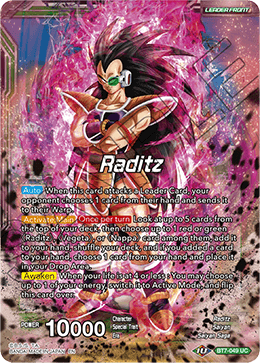 LEADER FRONT
Raditz
Auto When this card attacks a Leader Card, your
opponent chooses 1 card from their hand and sends it
to their Warp.
Activate Main Once per turn Look at up to 5 cards from
the top of your deck, then choose up to 1 red or green
‹Raditz›, ‹Vegeta›, or ‹Nappa› card among them, add it
to your hand, shuffle your deck, and if you added a card
to your hand, choose 1 card from your hand and place it
in your Drop Area.
Awaken When your life is at 4 or less : You may choose
up to 1 of your energy, switch it to Active Mode, and flip
this card over.
POWER 10000
Character Raditz
Special Trait Saiyan
Era Saiyan Saga
BT7-049 UC